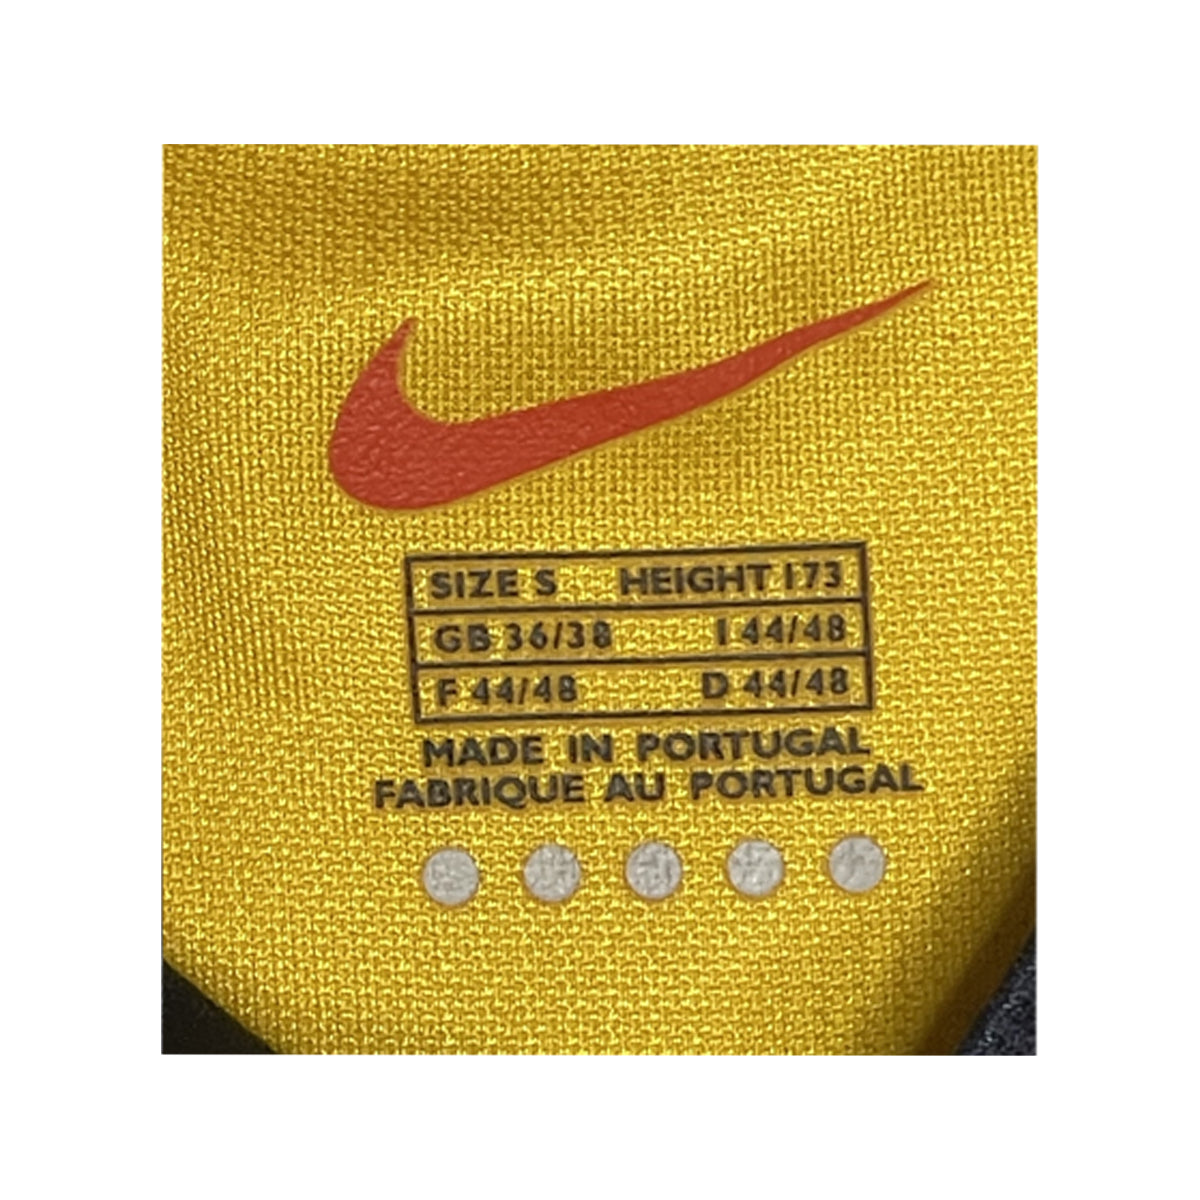 SIZE S HEIGHT 173
GB 36/38 I 44/48
F 44/48 D 44/48
MADE IN PORTUGAL
FABRIQUE AU PORTUGAL